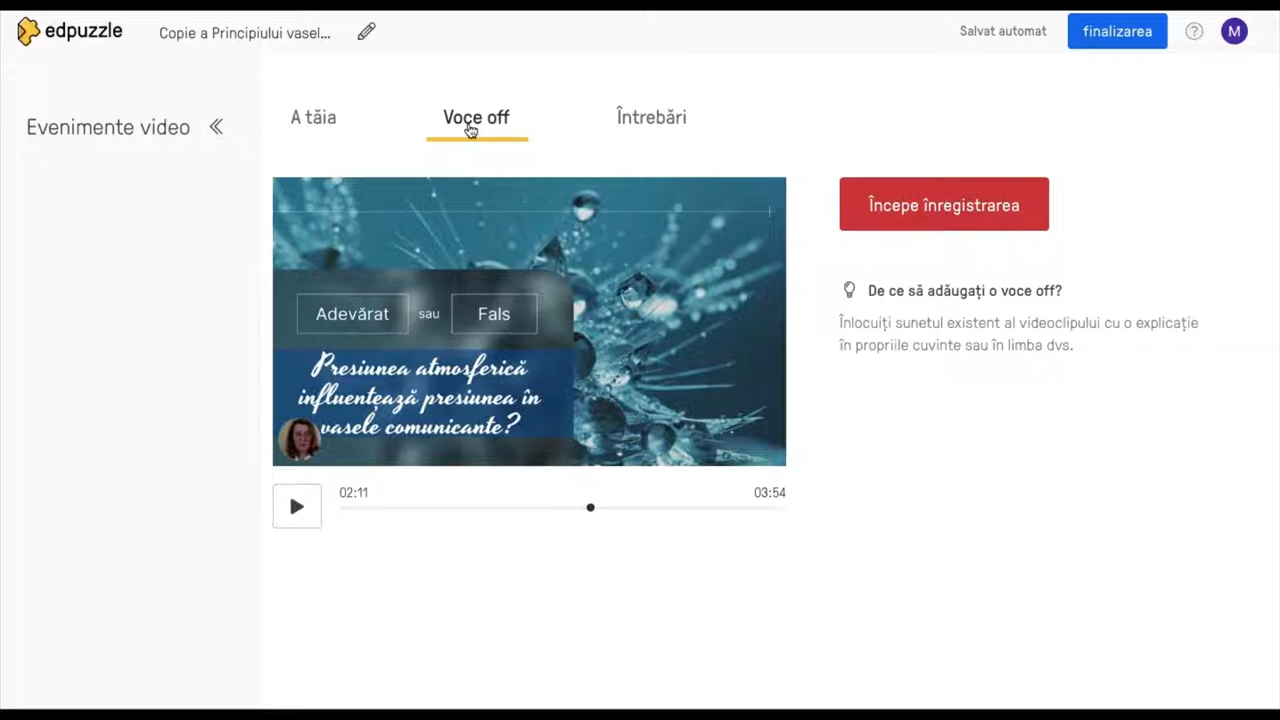 edpuzzle
Copie a Principiului vasel...
Salvat automat
finalizarea
?
M
Evenimente video
A tăia
Voce off
Întrebări
Adevărat sau Fals
Presiunea atmosferică
influențează presiunea în
vasele comunicante?
02:11
03:54
Începe înregistrarea
De ce să adăugați o voce off?
Înlocuiți sunetul existent al videoclipului cu o explicație
în propriile cuvinte sau în limba dvs.